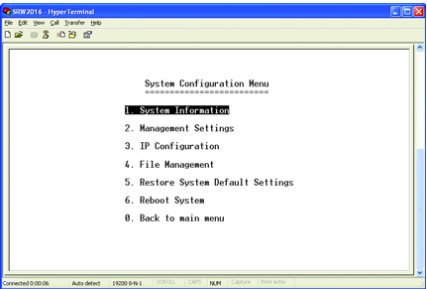 SRW2016 - HyperTerminal
File Edit View Call Transfer Help
System Configuration Menu
=========================
1. System Information
2. Management Settings
3. IP Configuration
4. File Management
5. Restore System Default Settings
6. Reboot System
0. Back to main menu
Connected 0:00:06 Auto detect 19200 8-N-1 SCROLL CAPS NUM Capture Print echo